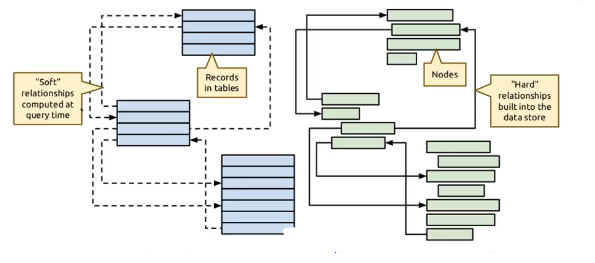 "Soft"
relationships
computed at
query time
Records
in tables
Nodes
"Hard"
relationships
built into the
data store